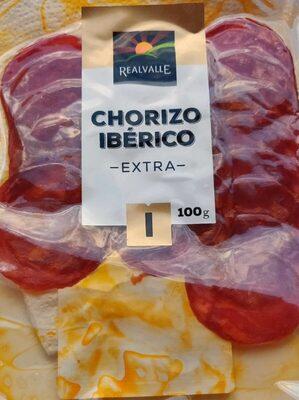 REALVALLE
CHORIZO
IBÉRICO
—EXTRA—
I
100g